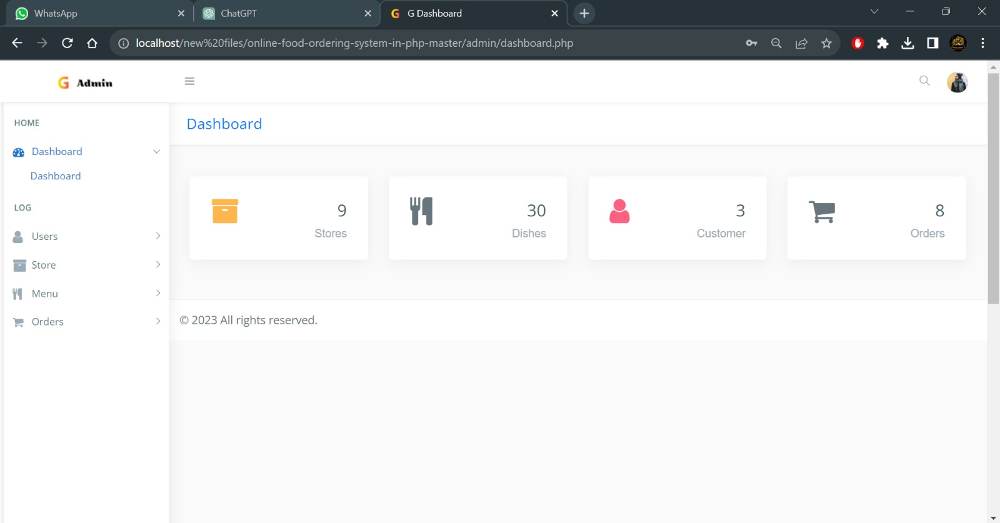 WhatsApp
ChatGPT
G Dashboard
localhost/new%20files/online-food-ordering-system-in-php-master/admin/dashboard.php
G Admin
HOME
Dashboard
Dashboard
LOG
Users
Store
Menu
Orders
Dashboard
9
Stores
30
Dishes
3
Customer
8
Orders
© 2023 All rights reserved.